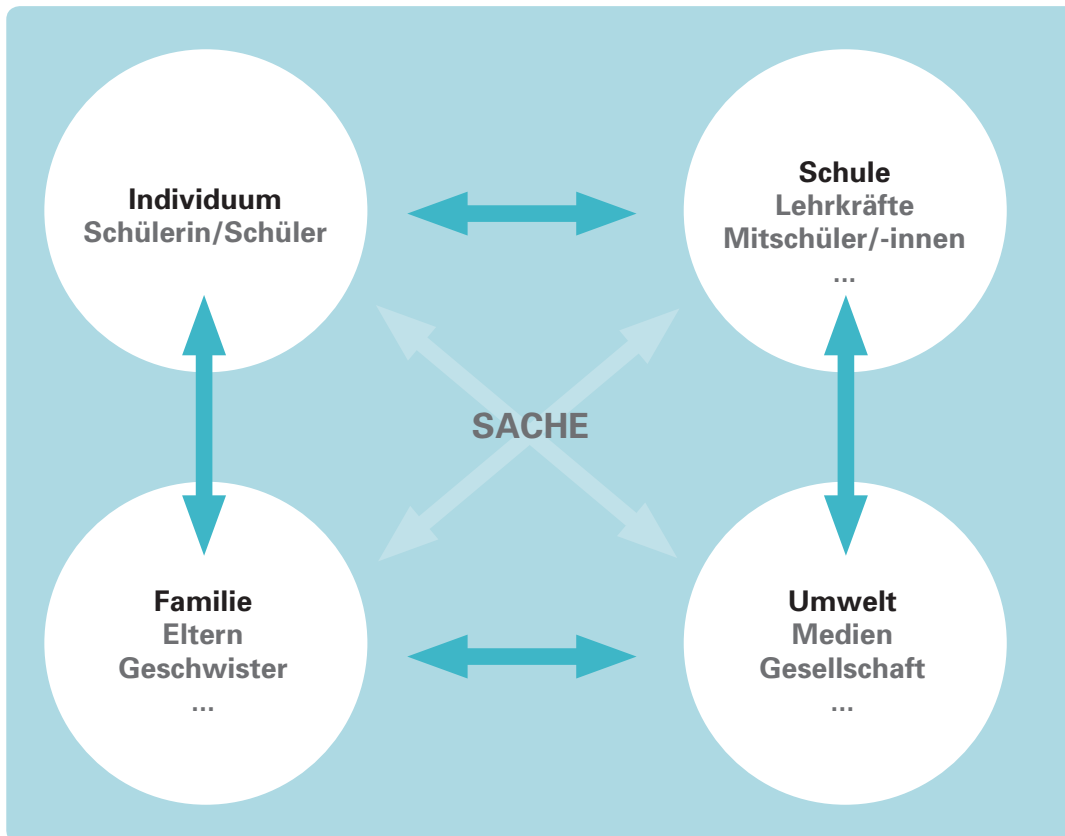 Individuum
Schülerin/Schüler
Schule
Lehrkräfte
Mitschüler/-innen
...
SACHE
Familie
Eltern
Geschwister
...
Umwelt
Medien
Gesellschaft
...